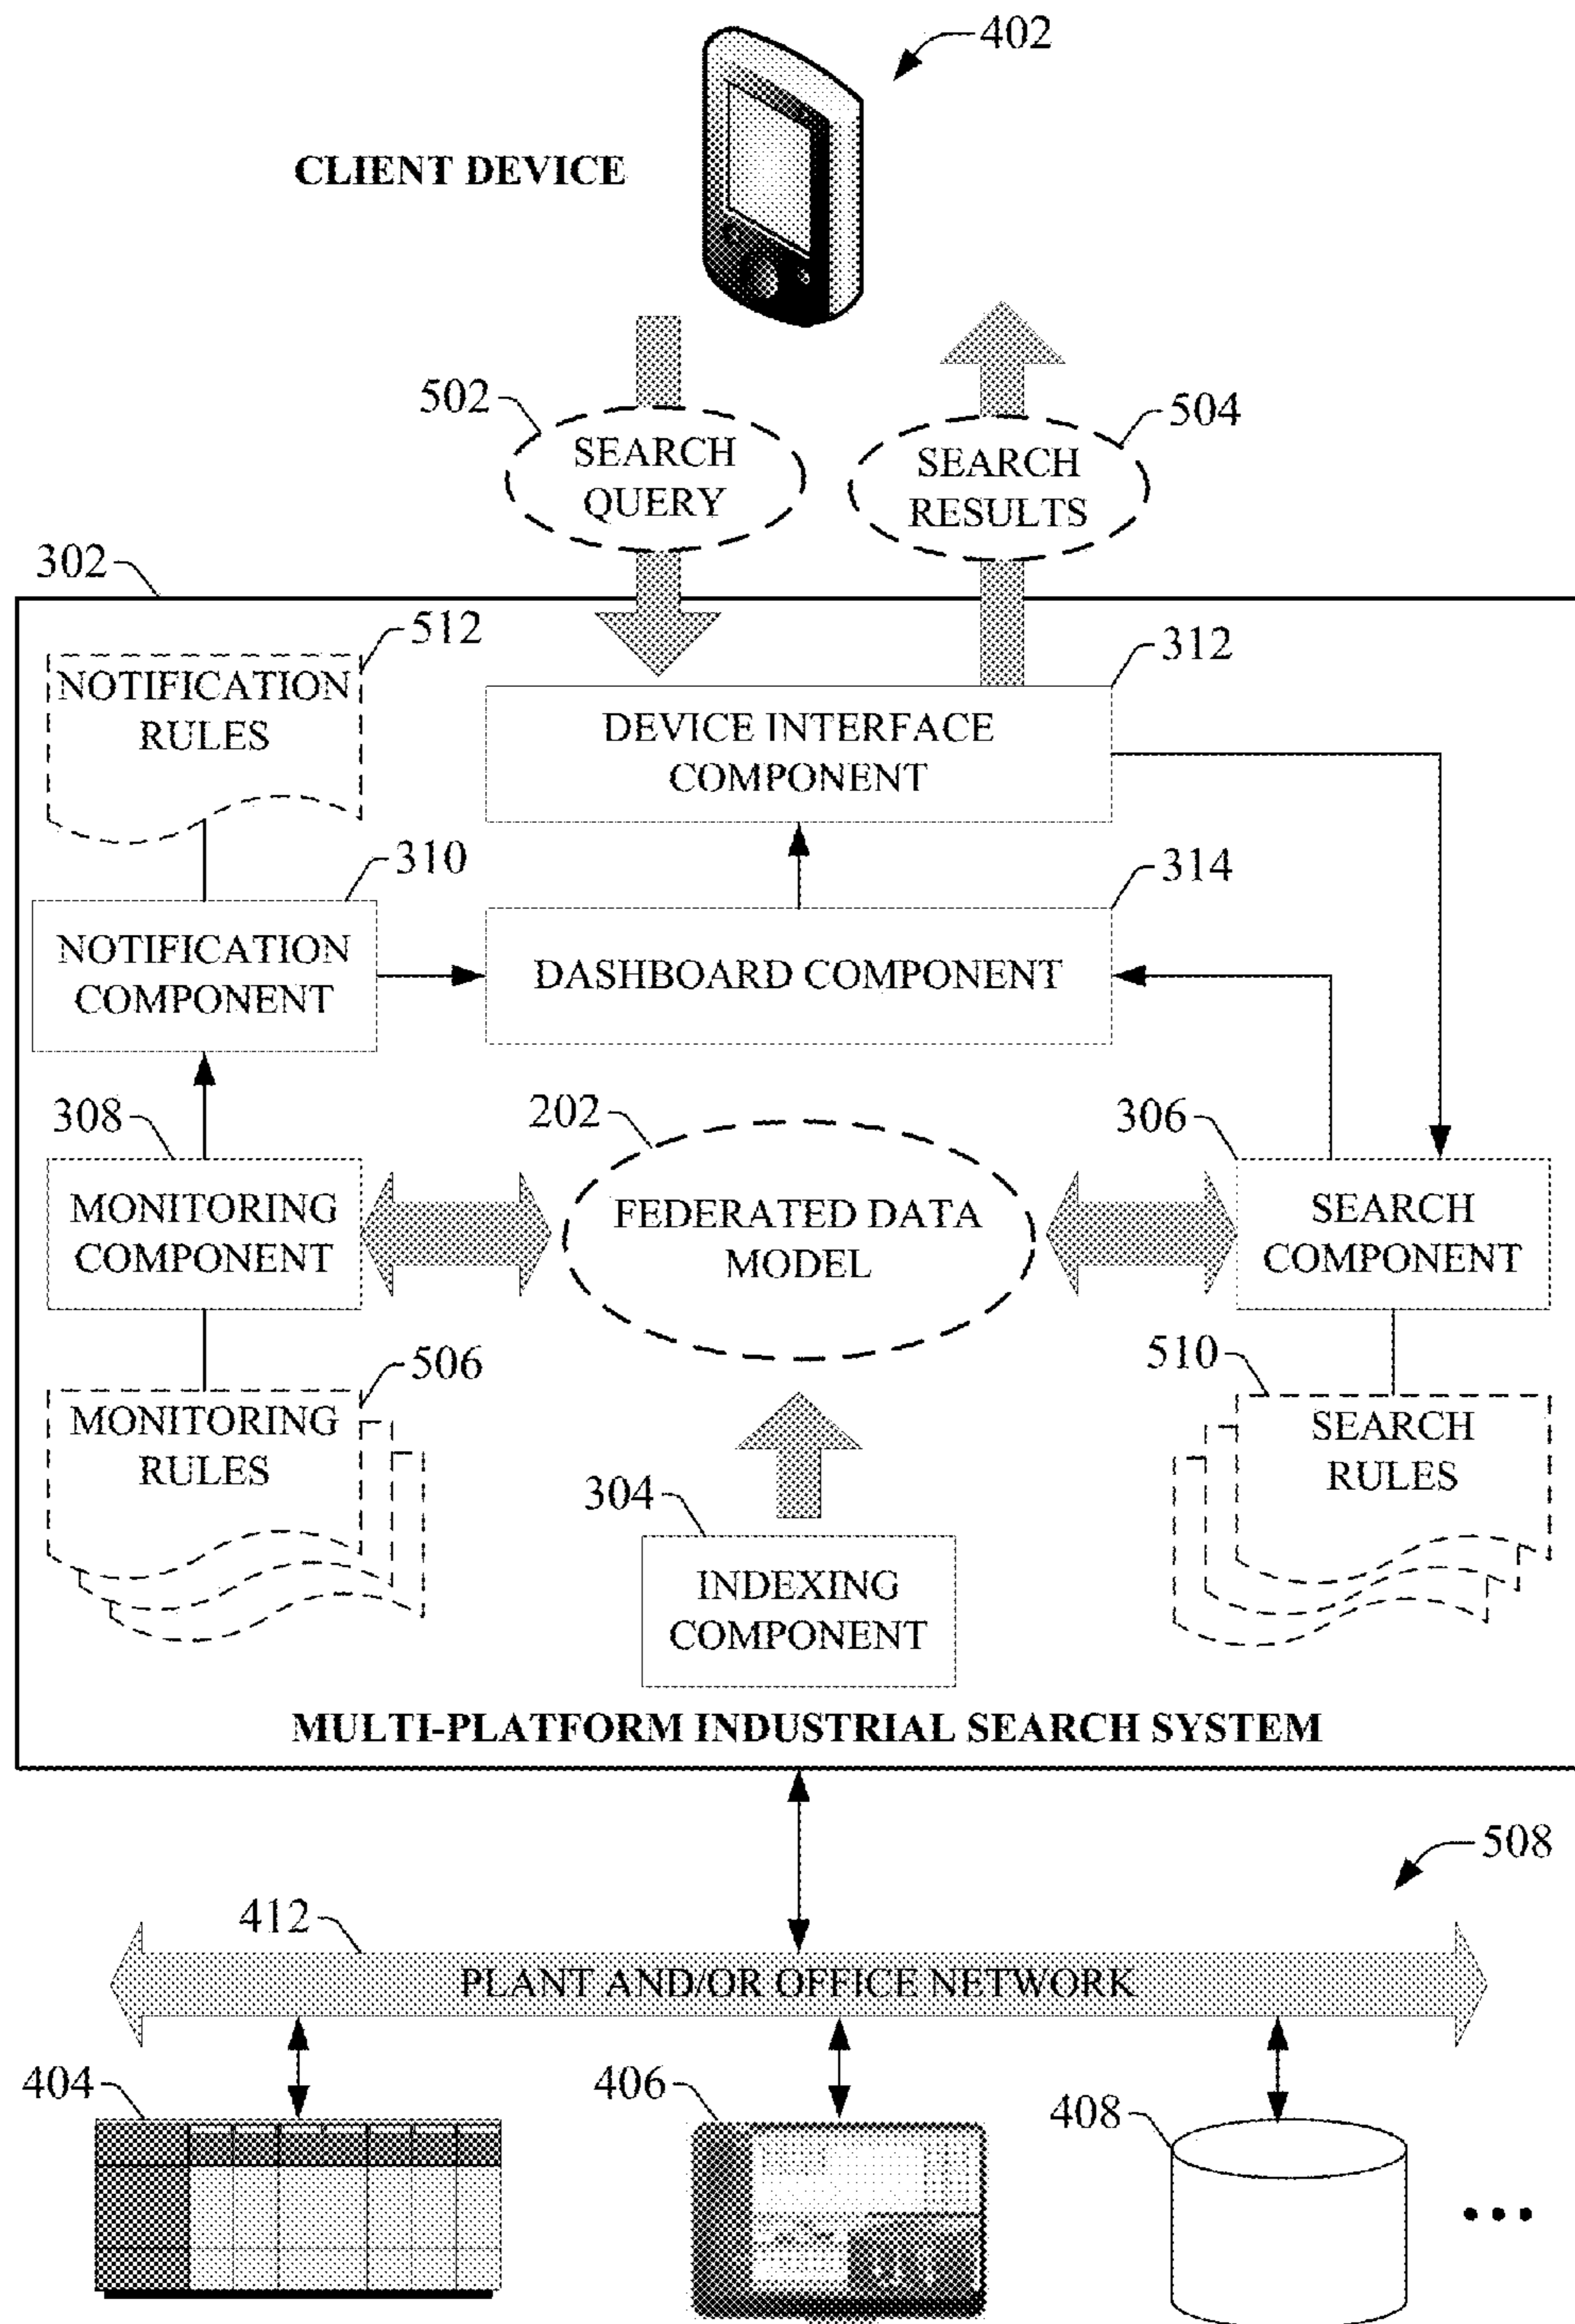 402
CLIENT DEVICE
502
504
SEARCH
QUERY
SEARCH
RESULTS
302
512
312
NOTIFICATION
RULES
DEVICE INTERFACE
COMPONENT
310
314
NOTIFICATION
COMPONENT
DASHBOARD COMPONENT
308
202
306
MONITORING
COMPONENT
FEDERATED DATA
MODEL
SEARCH
COMPONENT
506
510
MONITORING
RULES
SEARCH
RULES
304
INDEXING
COMPONENT
MULTI-PLATFORM INDUSTRIAL SEARCH SYSTEM
508
412
PLANT AND/OR OFFICE NETWORK
404
406
408